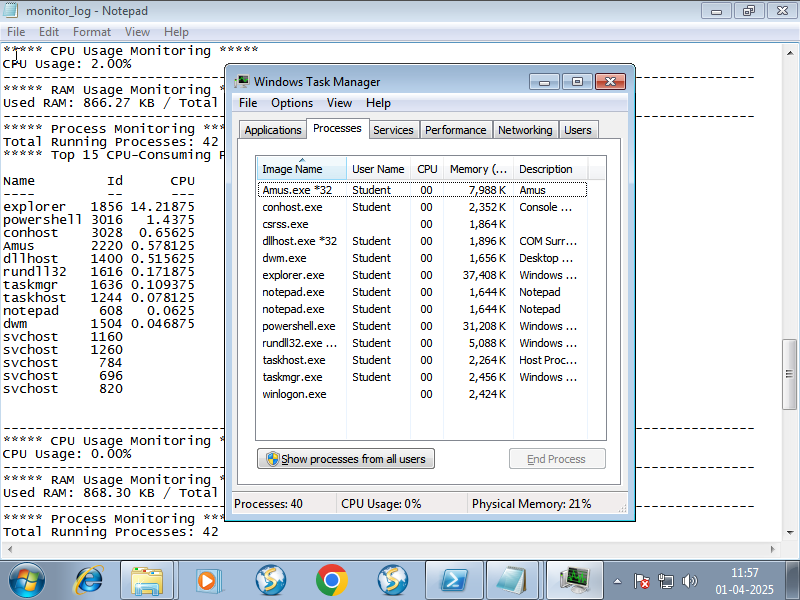 monitor_log - Notepad
File Edit Format View Help
***** CPU Usage Monitoring *****
CPU Usage: 2.00%
***** RAM Usage Monitoring *
Used RAM: 866.27 KB / Total
***** Process Monitoring ***
Total Running Processes: 42
***** Top 15 CPU-Consuming P
Name Id CPU
---- -- ---
explorer 1856 14.21875
powershell 3016 1.4375
conhost 3028 0.65625
Amus 2220 0.578125
dllhost 1400 0.515625
rundll32 1616 0.171875
taskmgr 1636 0.109375
taskhost 1244 0.078125
notepad 608 0.0625
dwm 1504 0.046875
svchost 1160
svchost 1260
svchost 784
svchost 696
svchost 820
***** CPU Usage Monitoring *
CPU Usage: 0.00%
***** RAM Usage Monitoring *
Used RAM: 868.30 KB / Total
***** Process Monitoring ***
Total Running Processes: 42
Windows Task Manager
File Options View Help
Applications Processes Services Performance Networking Users
Image Name User Name CPU Memory (... Description
Amus.exe *32 Student 00 7,988 K Amus
conhost.exe Student 00 2,352 K Console ...
csrss.exe 00 1,864 K
dllhost.exe *32 Student 00 1,896 K COM Surr...
dwm.exe Student 00 1,656 K Desktop ...
explorer.exe Student 00 37,408 K Windows ...
notepad.exe Student 00 1,644 K Notepad
notepad.exe Student 00 1,644 K Notepad
powershell.exe Student 00 31,208 K Windows ...
rundll32.exe ... Student 00 5,088 K Windows ...
taskhost.exe Student 00 2,264 K Host Proc...
taskmgr.exe Student 00 2,456 K Windows ...
winlogon.exe 00 2,424 K
Show processes from all users End Process
Processes: 40 CPU Usage: 0% Physical Memory: 21%
11:57
01-04-2025